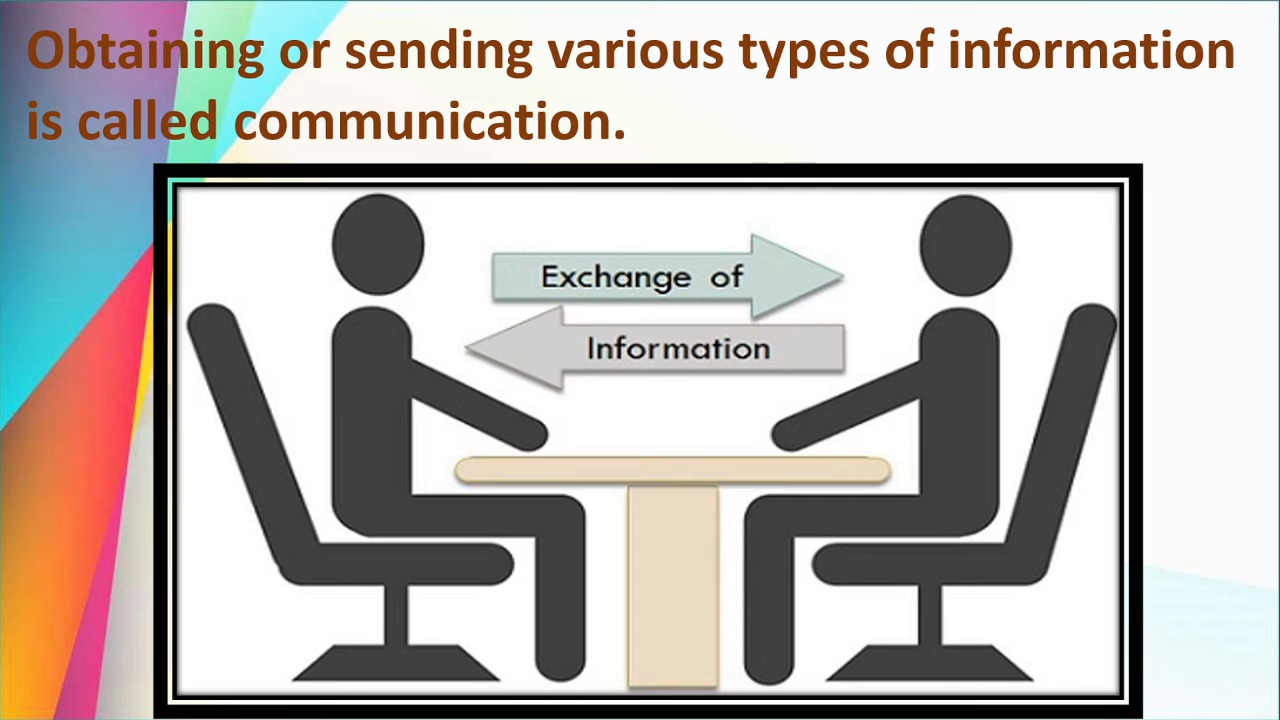 Obtaining or sending various types of information
is called communication.
Exchange of
Information